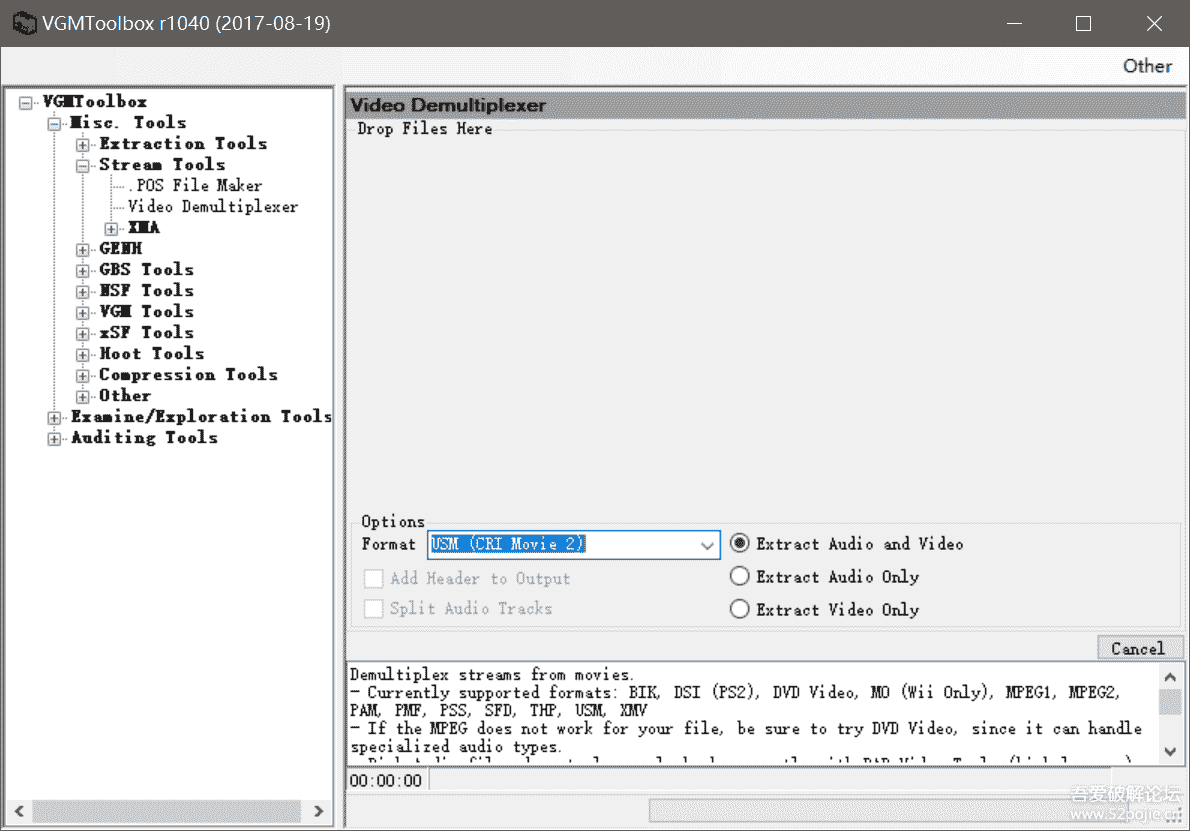 VGMToolbox r1040 (2017-08-19)
Other
VGMToolbox
Misc. Tools
Extraction Tools
Stream Tools
.POS File Maker
Video Demultiplexer
XMA
GENH
GBS Tools
NSF Tools
VGM Tools
xSF Tools
Hoot Tools
Compression Tools
Other
Examine/Exploration Tools
Auditing Tools
Video Demultiplexer
Drop Files Here
Options
Format USM (CRI Movie 2)
Extract Audio and Video
Add Header to Output
Extract Audio Only
Split Audio Tracks
Extract Video Only
Cancel
Demultiplex streams from movies.
- Currently supported formats: BIK, DSI (PS2), DVD Video, MO (Wii Only), MPEG1, MPEG2,
PAM, PMF, PSS, SFD, THP, USM, XMV
- If the MPEG does not work for your file, be sure to try DVD Video, since it can handle
specialized audio types.
00:00:00
吾爱破解论坛
www.52pojie.cn